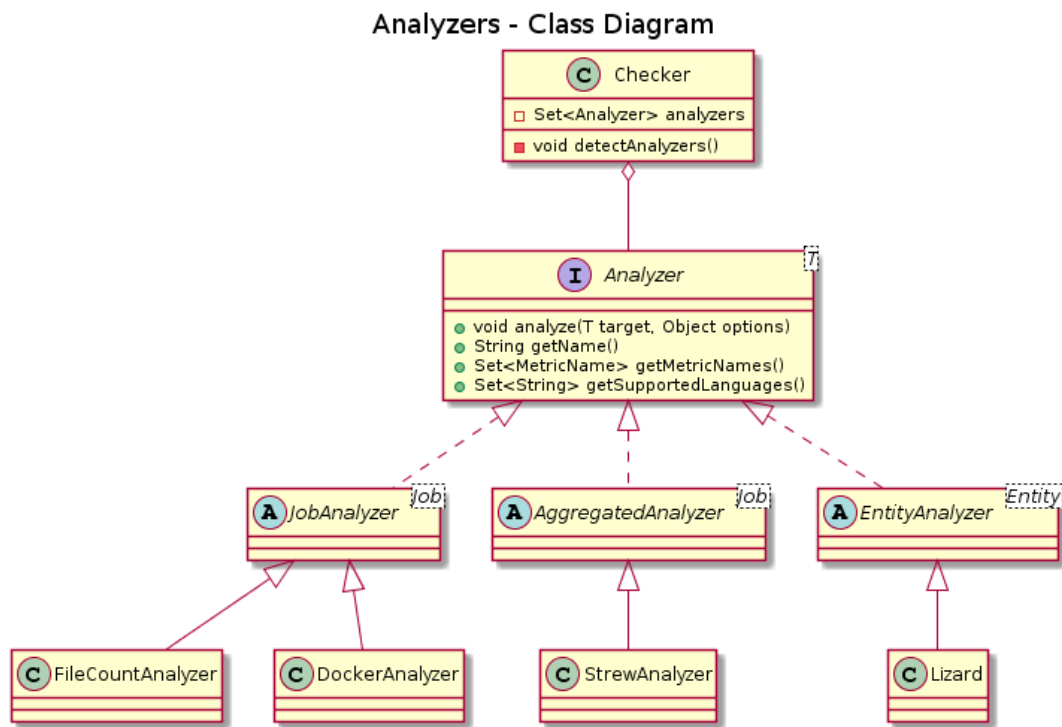 Analyzers - Class Diagram
C Checker
Set<Analyzer> analyzers
void detectAnalyzers()
T
I Analyzer
void analyze(T target, Object options)
String getName()
Set<MetricName> getMetricNames()
Set<String> getSupportedLanguages()
Job
A JobAnalyzer
Job
A AggregatedAnalyzer
Entity
A EntityAnalyzer
C FileCountAnalyzer
C DockerAnalyzer
C StrewAnalyzer
C Lizard